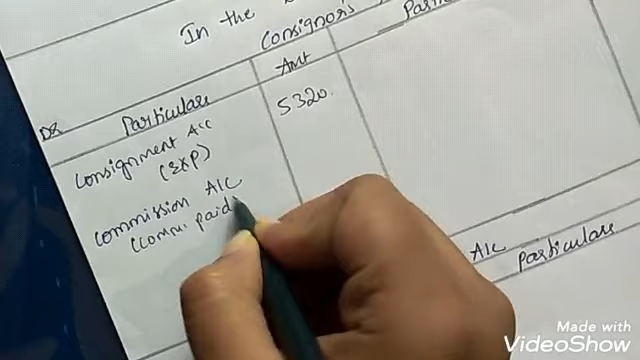 In the
Consignor's
DR Particulars Amt Parti
Consignment A/c 5320.
(EXP)
Commission A/C
(Comm. paid
A/c
Particulars
Made with
VideoShow